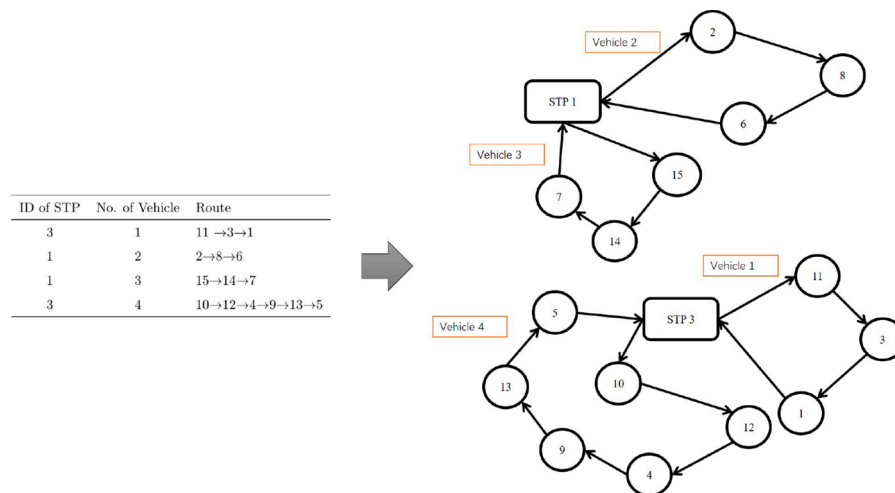 ID of STP No. of Vehicle Route
3 1 11 →3→1
1 2 2→8→6
1 3 15→14→7
3 4 10→12→4→9→13→5
Vehicle 2
2
8
STP 1
6
Vehicle 3
15
7
14
Vehicle 1
11
5
STP 3
Vehicle 4
3
10
13
1
12
9
4